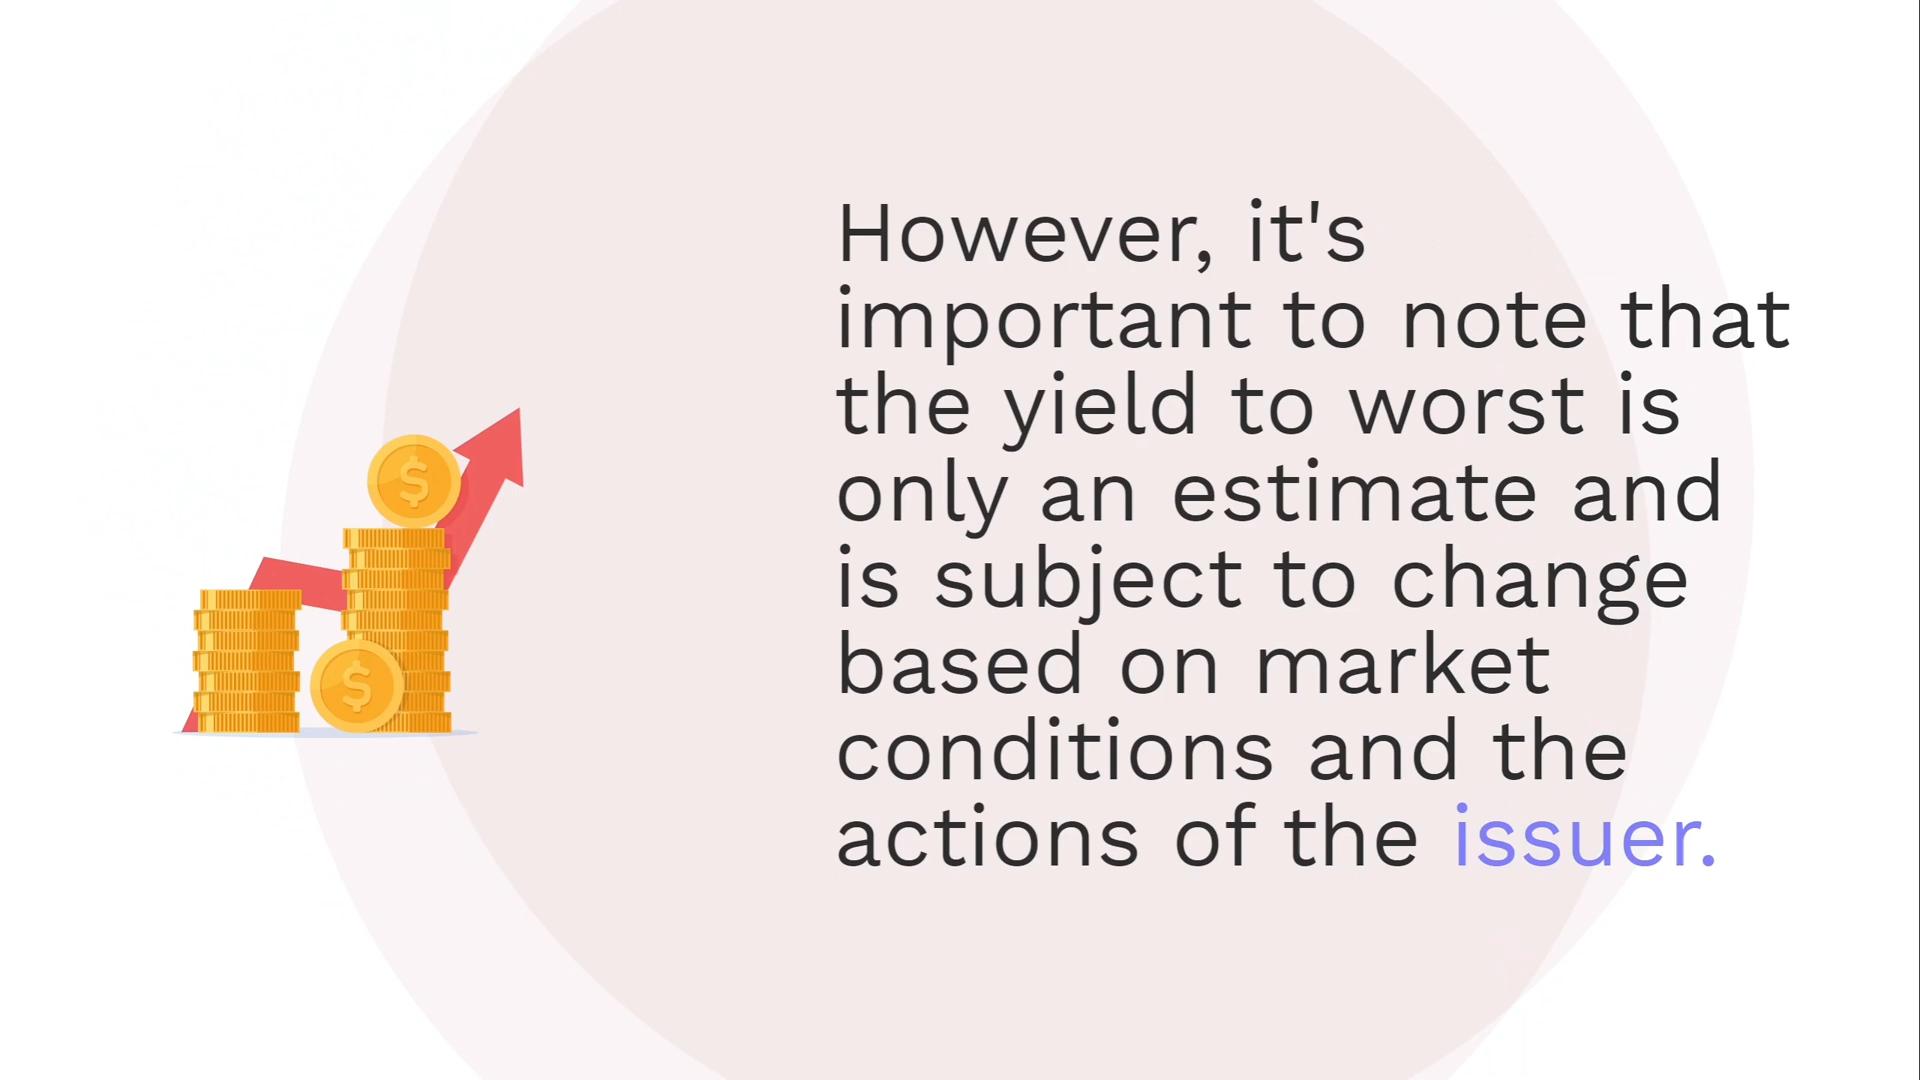 However, it's
important to note that
the yield to worst is
only an estimate and
is subject to change
based on market
conditions and the
actions of the issuer.
$
$